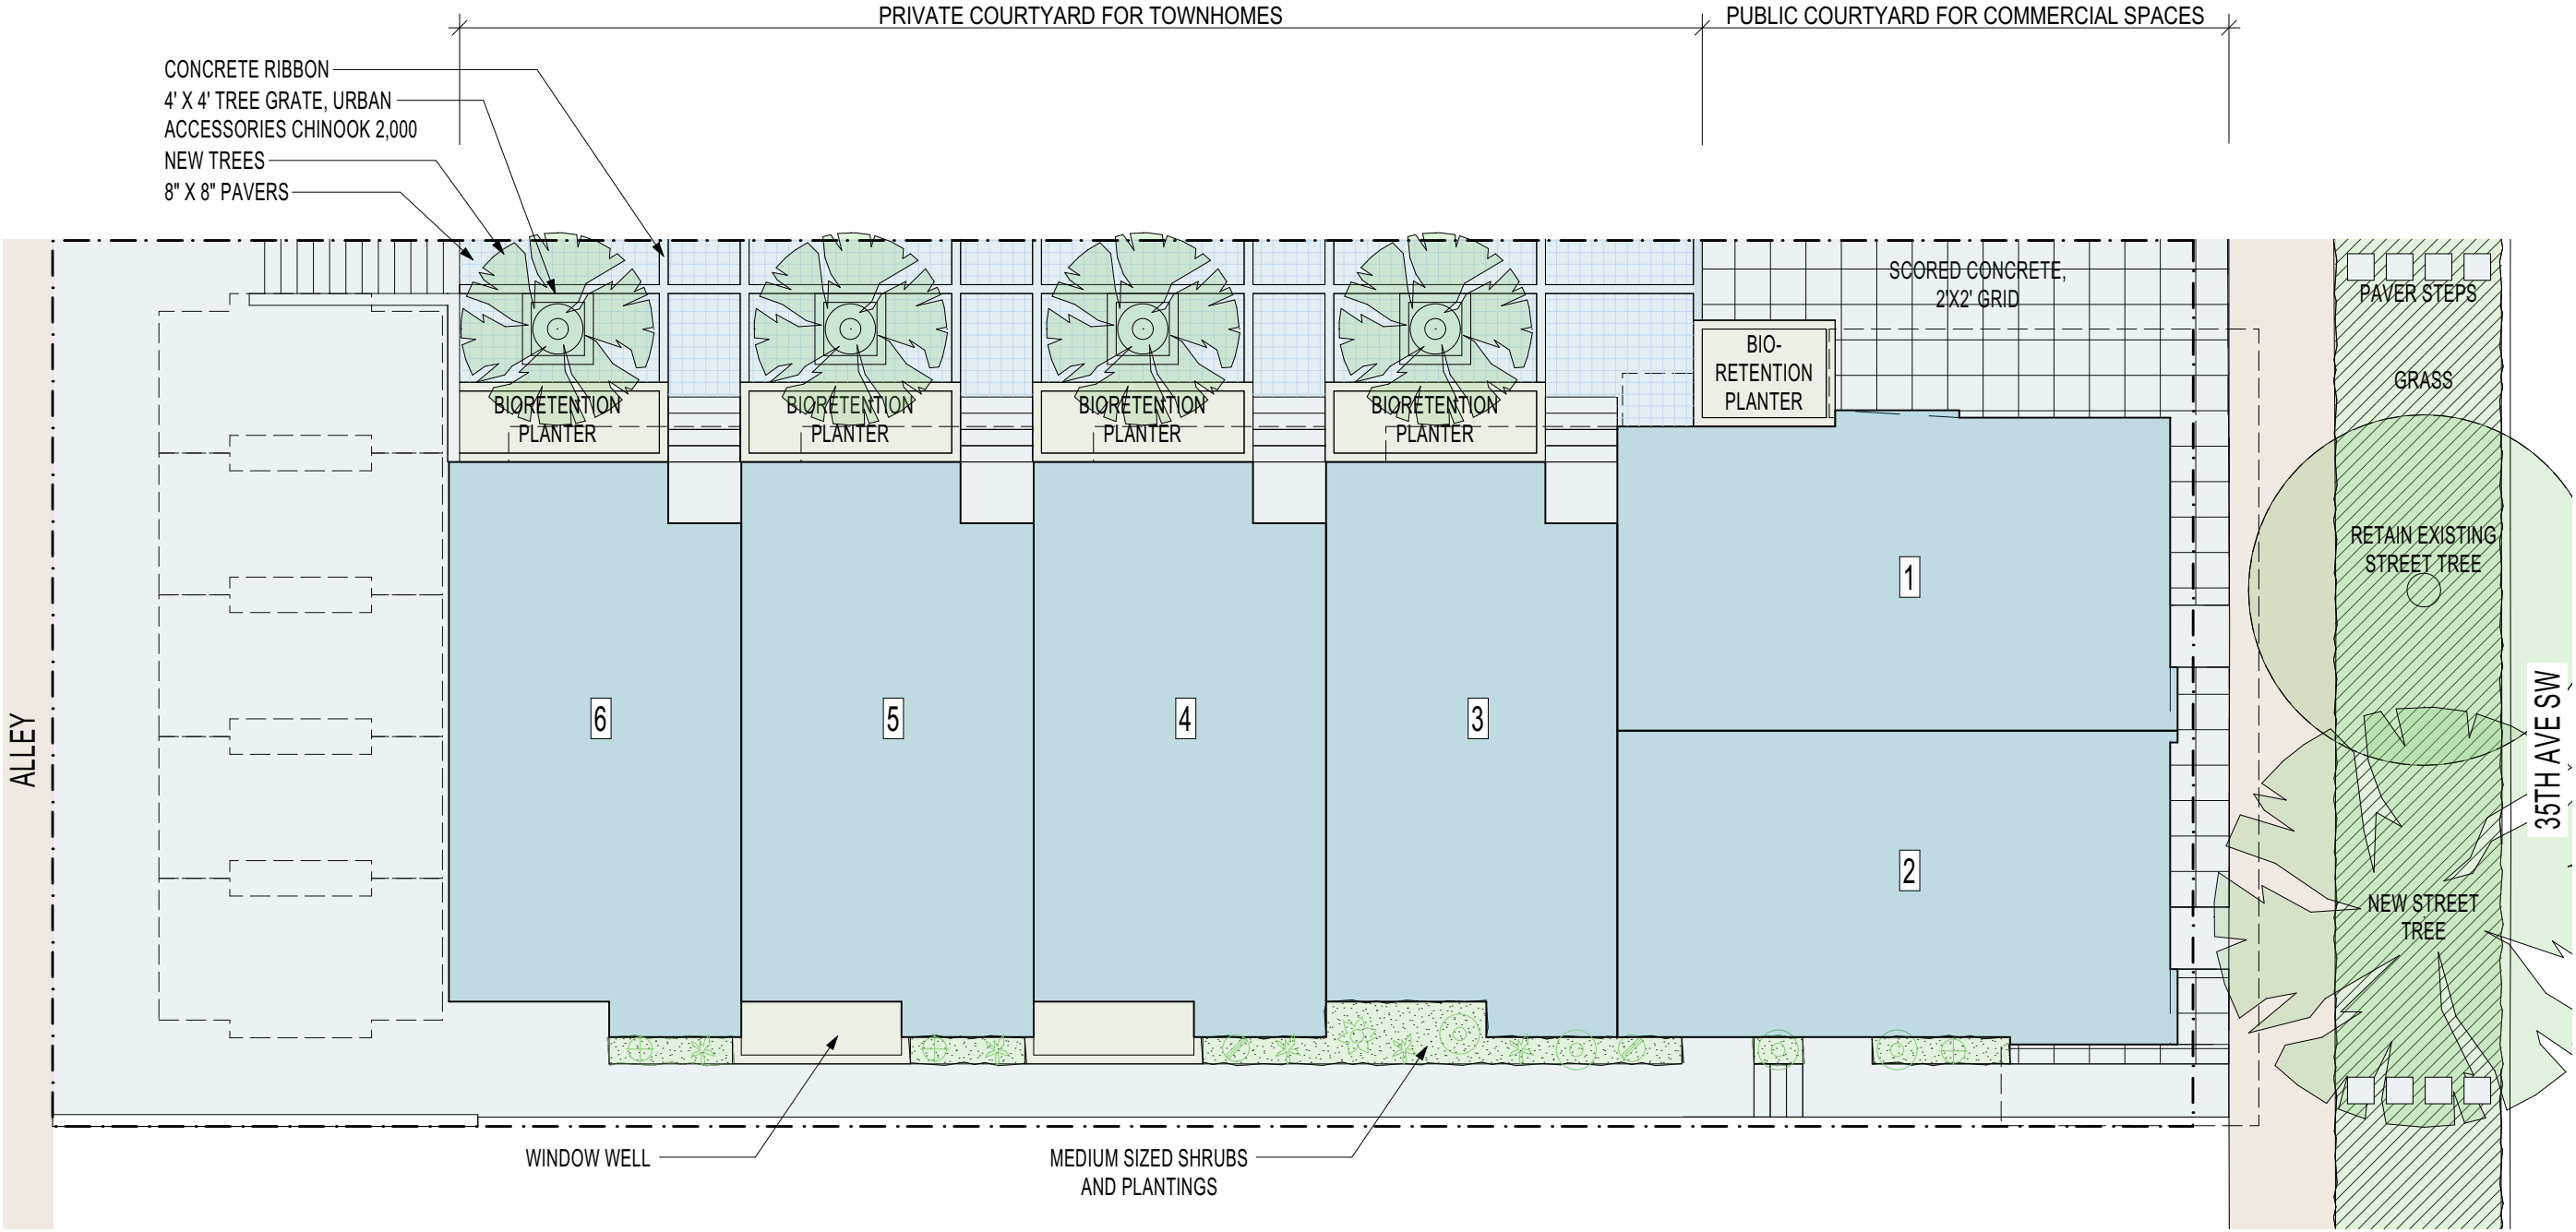 PRIVATE COURTYARD FOR TOWNHOMES
PUBLIC COURTYARD FOR COMMERCIAL SPACES
CONCRETE RIBBON
4' X 4' TREE GRATE, URBAN
ACCESSORIES CHINOOK 2,000
NEW TREES
8" X 8" PAVERS
SCORED CONCRETE,
2'X2' GRID
PAVER STEPS
BIO-
RETENTION
PLANTER
GRASS
BIORETENTION
PLANTER
BIORETENTION
PLANTER
BIORETENTION
PLANTER
BIORETENTION
PLANTER
RETAIN EXISTING
STREET TREE
1
6
5
4
3
2
ALLEY
35TH AVE SW
NEW STREET
TREE
WINDOW WELL
MEDIUM SIZED SHRUBS
AND PLANTINGS